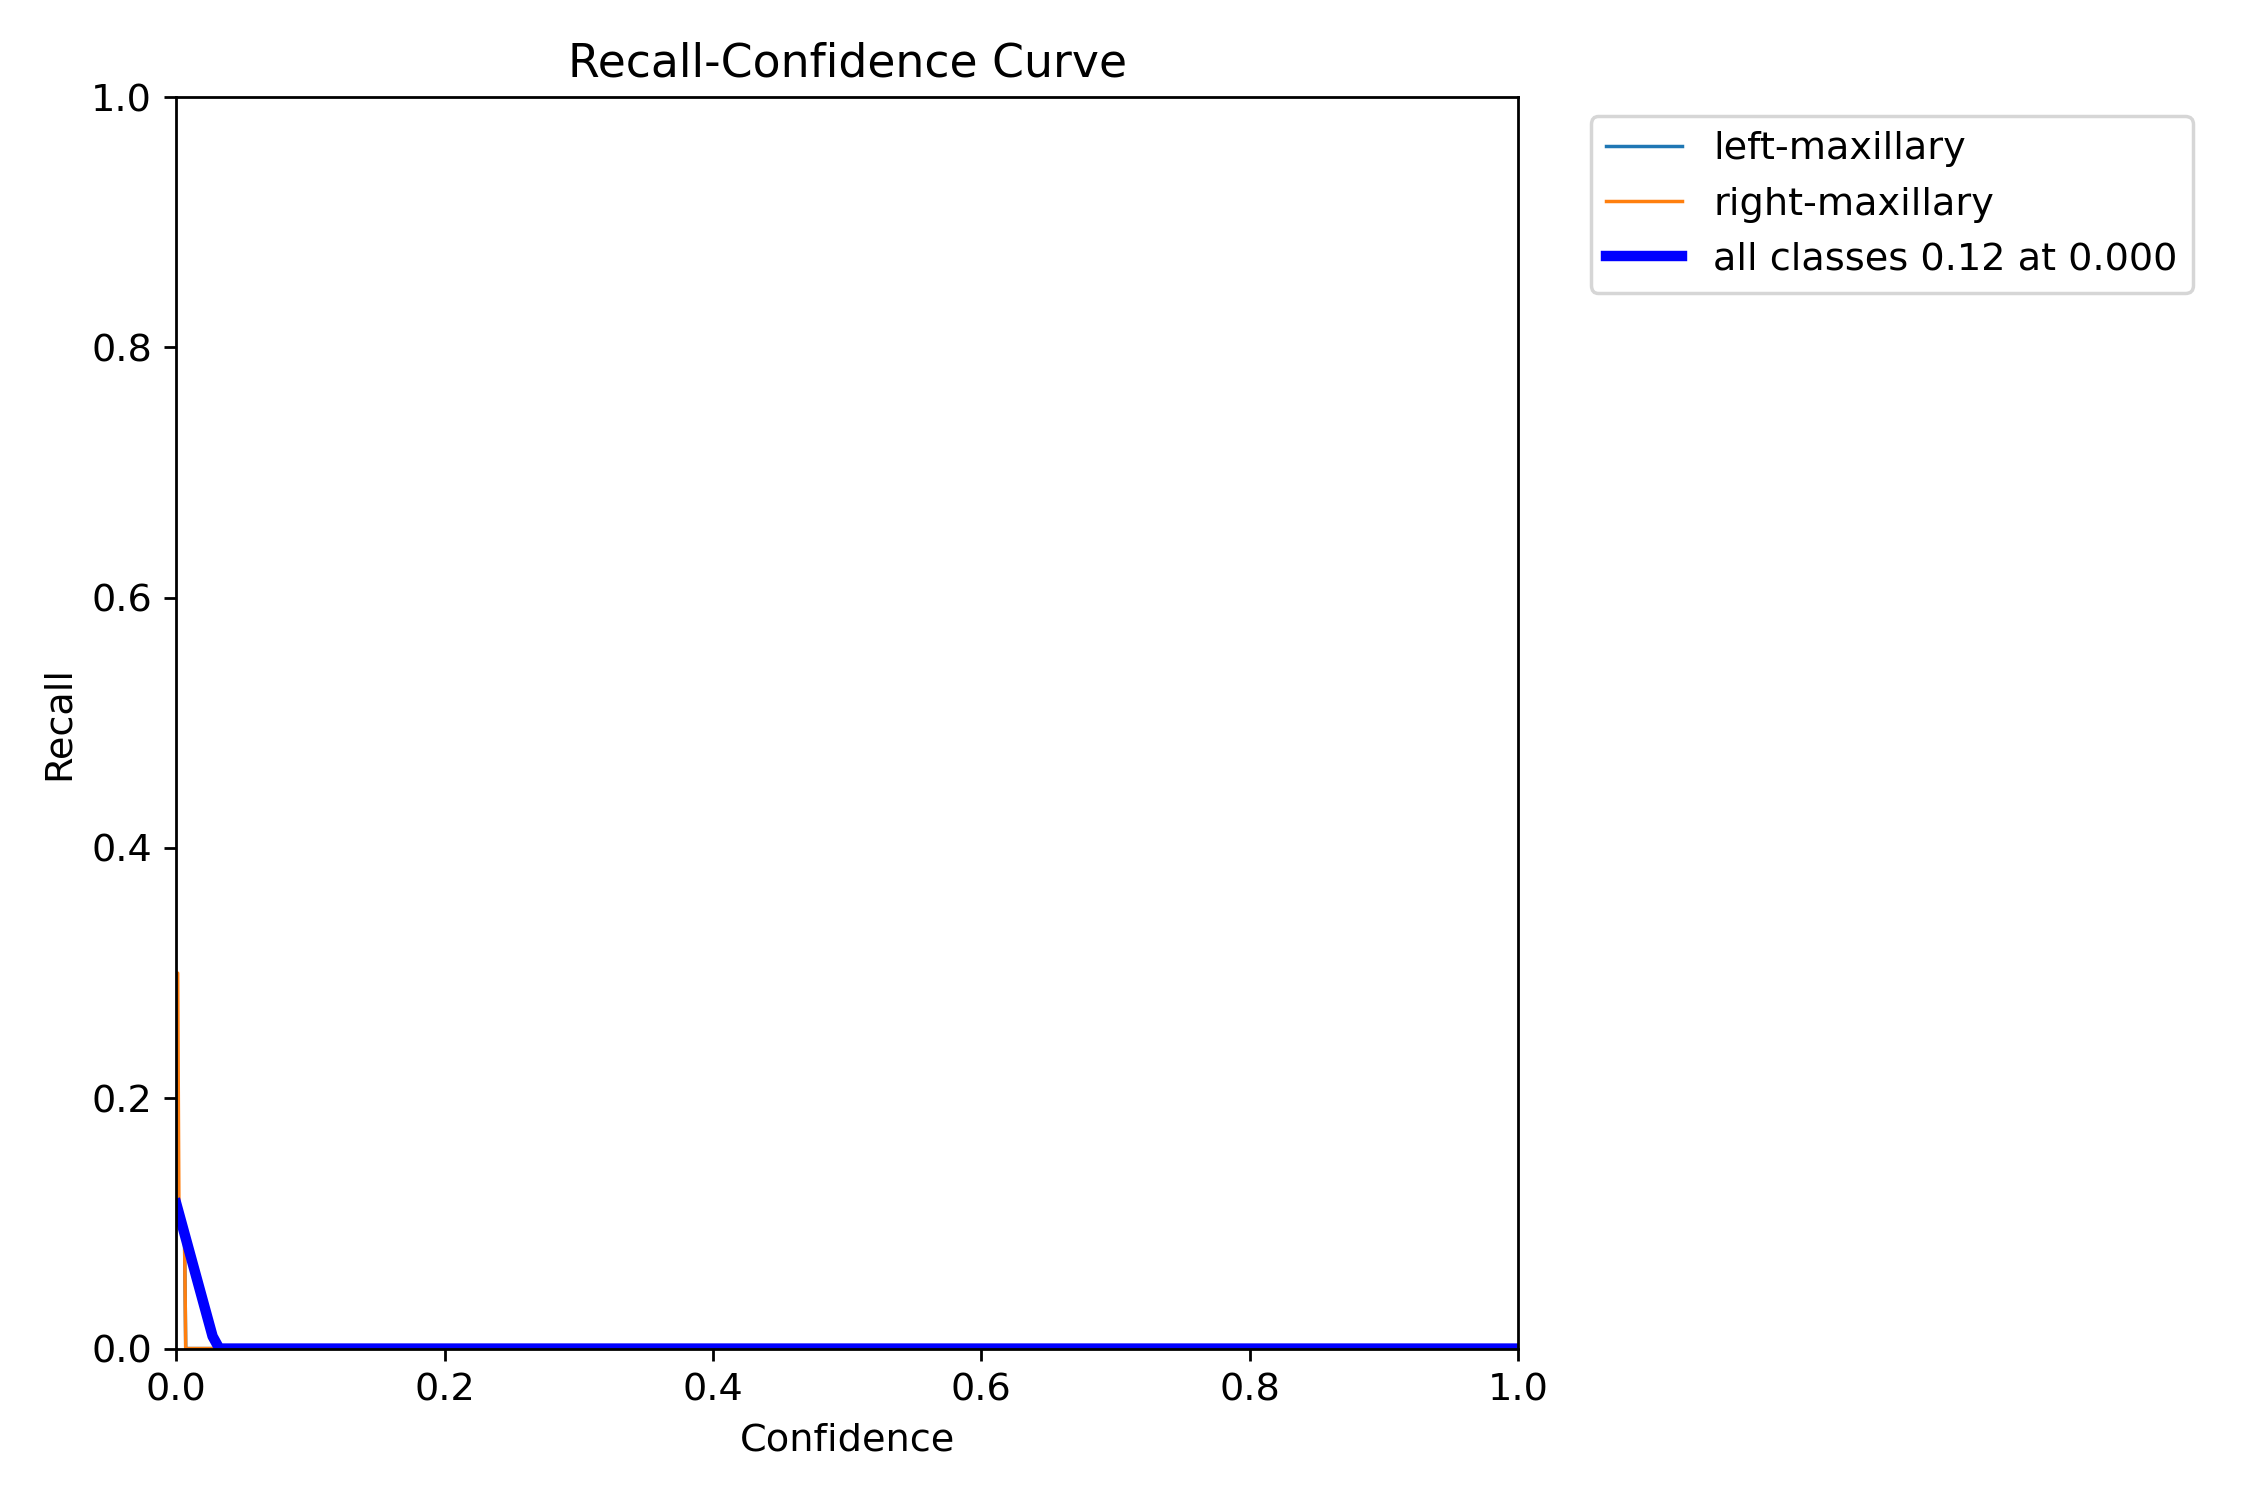 Recall-Confidence Curve
1.0
0.8
0.6
0.4
0.2
0.0
Recall
0.0 0.2 0.4 0.6 0.8 1.0
Confidence
left-maxillary
right-maxillary
all classes 0.12 at 0.000